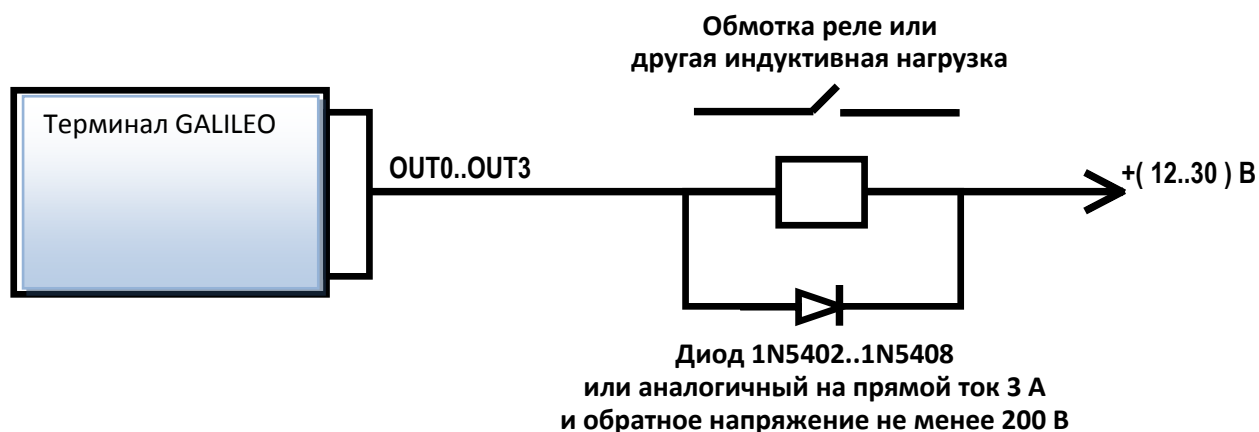 Обмотка реле или
другая индуктивная нагрузка
Терминал GALILEO
OUT0..OUT3
+( 12..30 ) В
Диод 1N5402..1N5408
или аналогичный на прямой ток 3 А
и обратное напряжение не менее 200 В